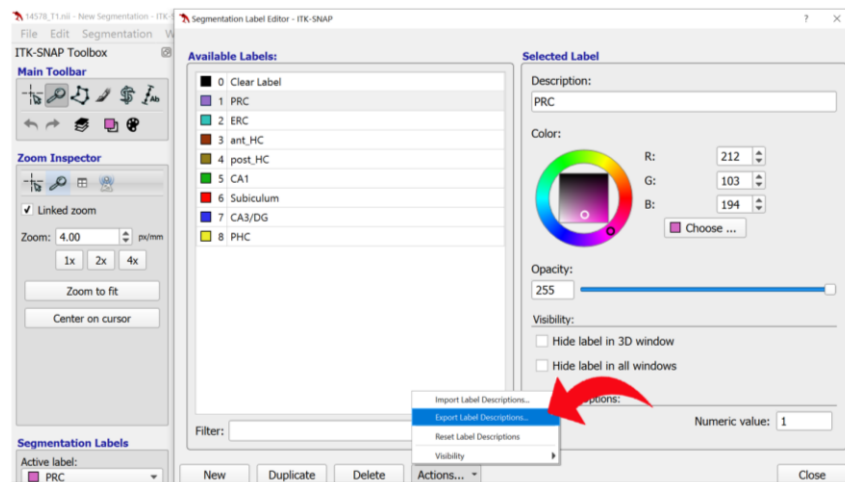 14578_T1.nii - New Segmentation - ITK-S
Segmentation Label Editor - ITK-SNAP
File Edit Segmentation W
ITK-SNAP Toolbox
Main Toolbar
Zoom Inspector
Linked zoom
Zoom: 4.00 px/mm
1x 2x 4x
Zoom to fit
Center on cursor
Segmentation Labels
Active label:
PRC
Available Labels:
0 Clear Label
1 PRC
2 ERC
3 ant_HC
4 post_HC
5 CA1
6 Subiculum
7 CA3/DG
8 PHC
Filter:
New Duplicate Delete Actions...
Import Label Descriptions...
Export Label Descriptions...
Reset Label Descriptions
Visibility
Selected Label
Description:
PRC
Color:
R: 212
G: 103
B: 194
Choose ...
Opacity:
255
Visibility:
Hide label in 3D window
Hide label in all windows
ptions:
Numeric value: 1
Close